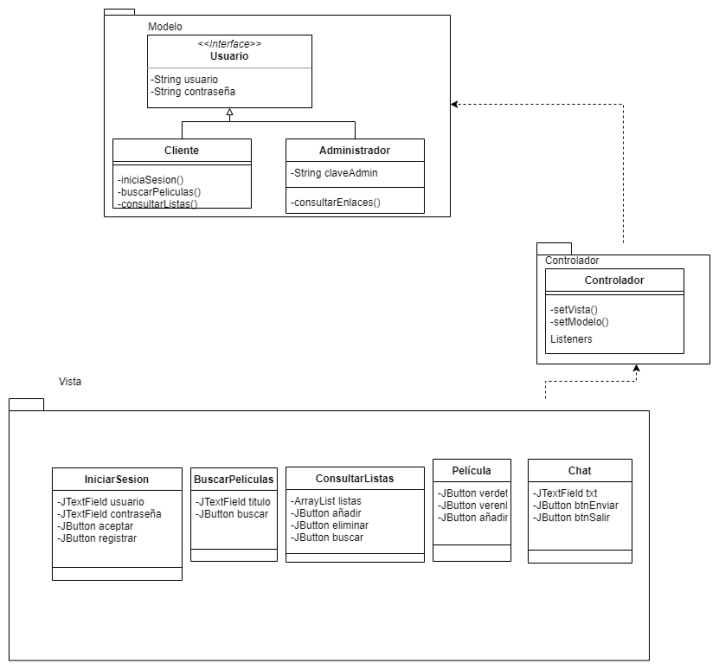 Modelo
<<Interface>>
Usuario
-String usuario
-String contraseña
Cliente
-iniciaSesion()
-buscarPeliculas()
-consultarListas()
Administrador
-String claveAdmin
-consultarEnlaces()
Controlador
Controlador
-setVista()
-setModelo()
Listeners
Vista
IniciarSesion
-JTextField usuario
-JTextField contraseña
-JButton aceptar
-JButton registrar
BuscarPeliculas
-JTextField titulo
-JButton buscar
ConsultarListas
-ArrayList listas
-JButton añadir
-JButton eliminar
-JButton buscar
Película
-JButton verdet
-JButton verenl
-JButton añadir
Chat
-JTextField txt
-JButton btnEnviar
-JButton btnSalir